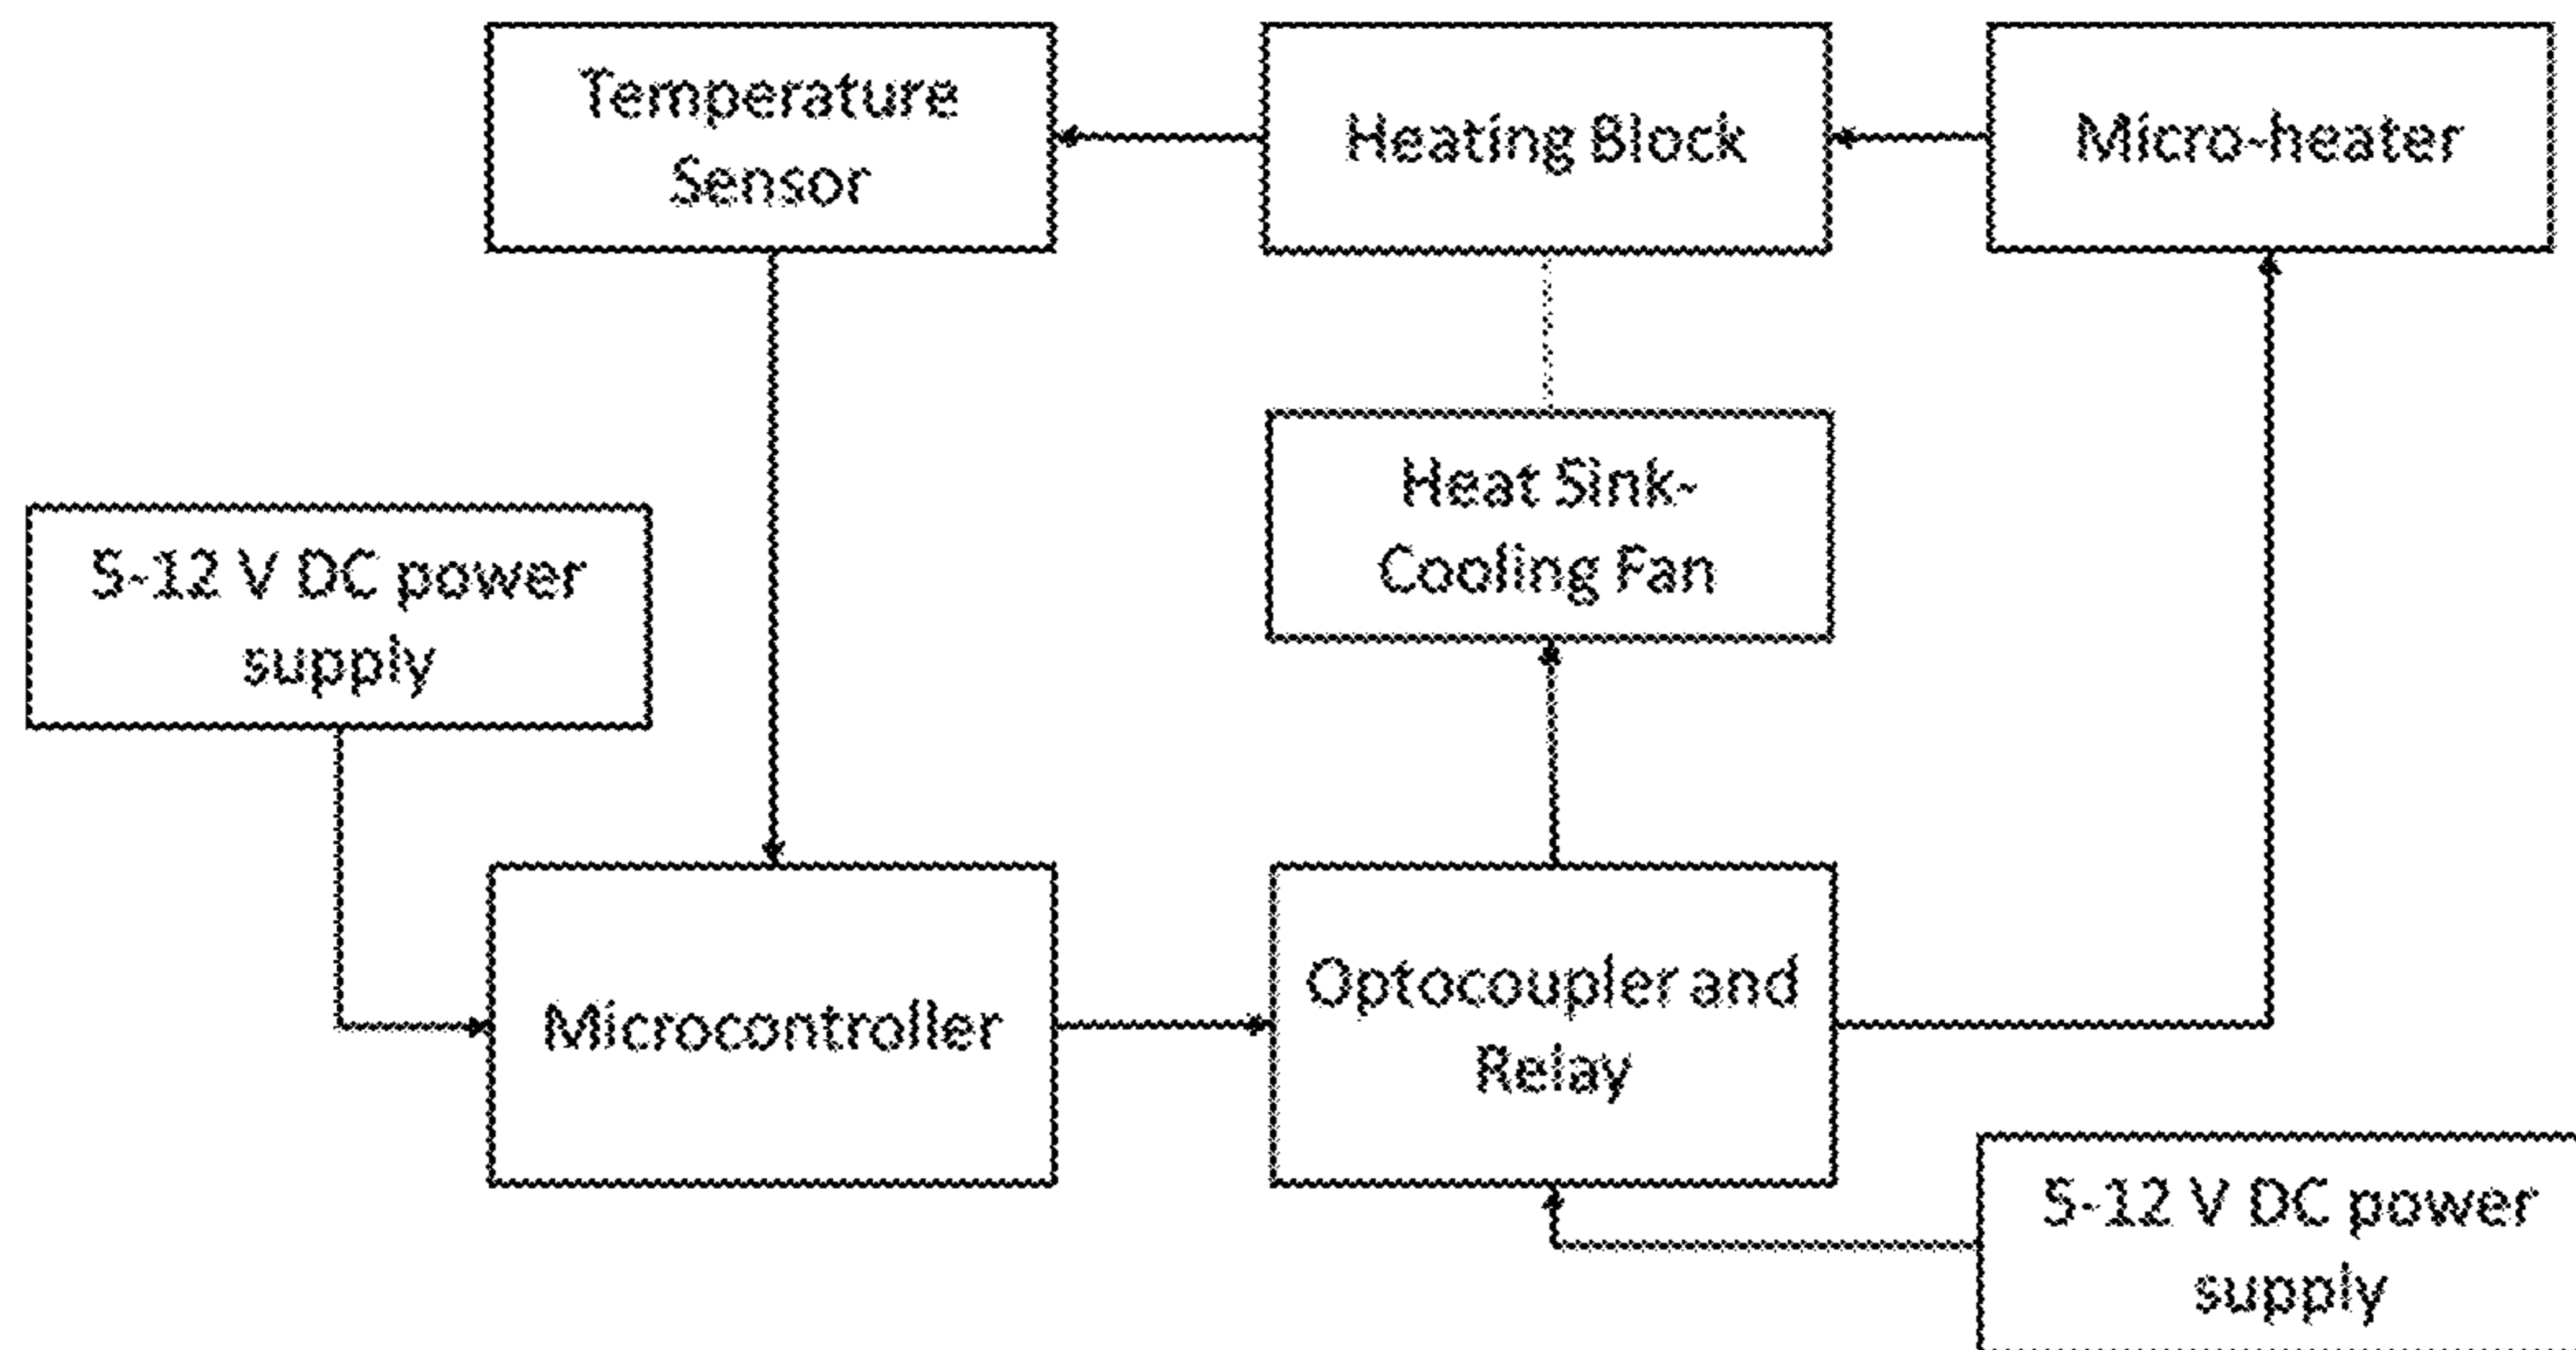 Temperature
Sensor
Heating Block
Micro-heater
Heat Sink-
Cooling Fan
5-12 V DC power
supply
Microcontroller
Optocoupler and
Relay
5-12 V DC power
supply